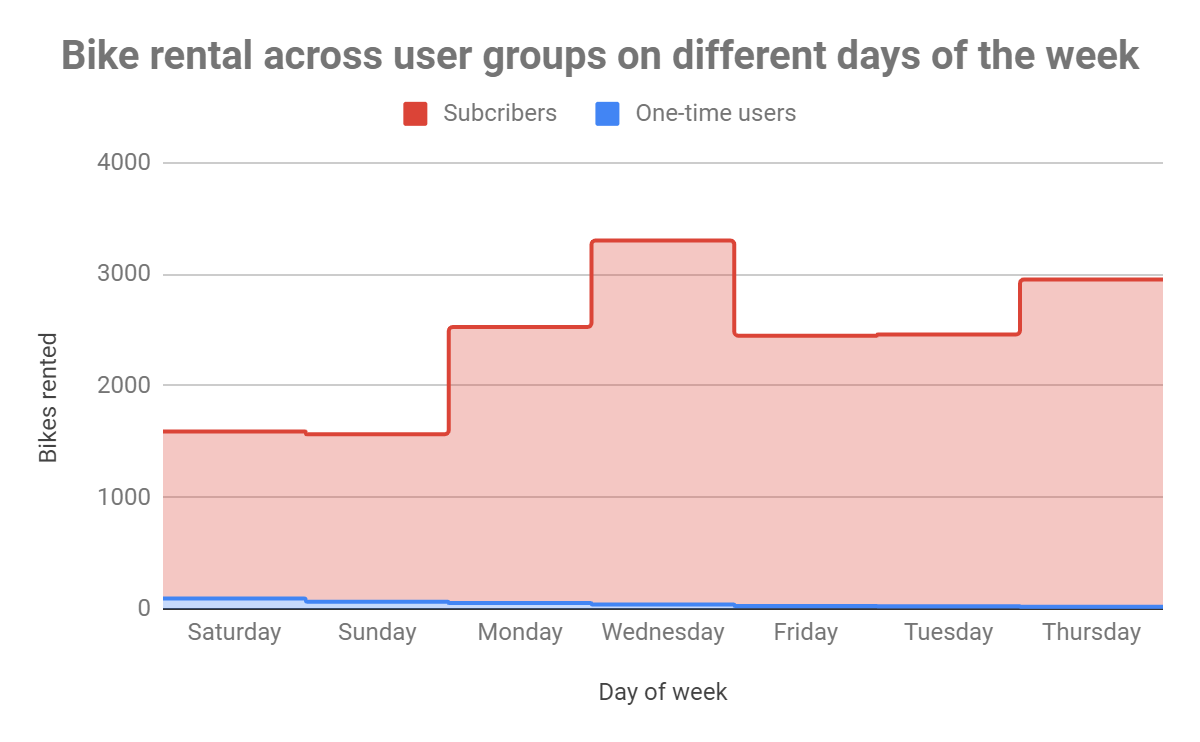 Bike rental across user groups on different days of the week
Subcribers One-time users
4000
3000
2000
1000
0
Bikes rented
Saturday Sunday Monday Wednesday Friday Tuesday Thursday
Day of week